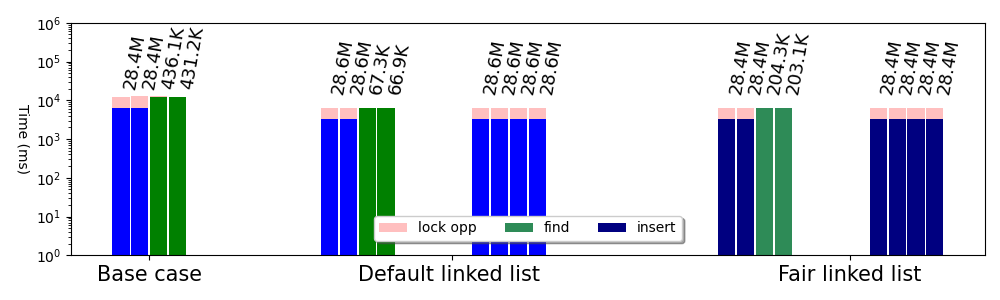 Time (ms)
10⁶
10⁵
10⁴
10³
10²
10¹
10⁰
28.4M
28.4M
436.1K
431.2K
28.6M
28.6M
67.3K
66.9K
28.6M
28.6M
28.6M
28.6M
28.4M
28.4M
204.3K
203.1K
28.4M
28.4M
28.4M
28.4M
lock opp find insert
Base case Default linked list Fair linked list